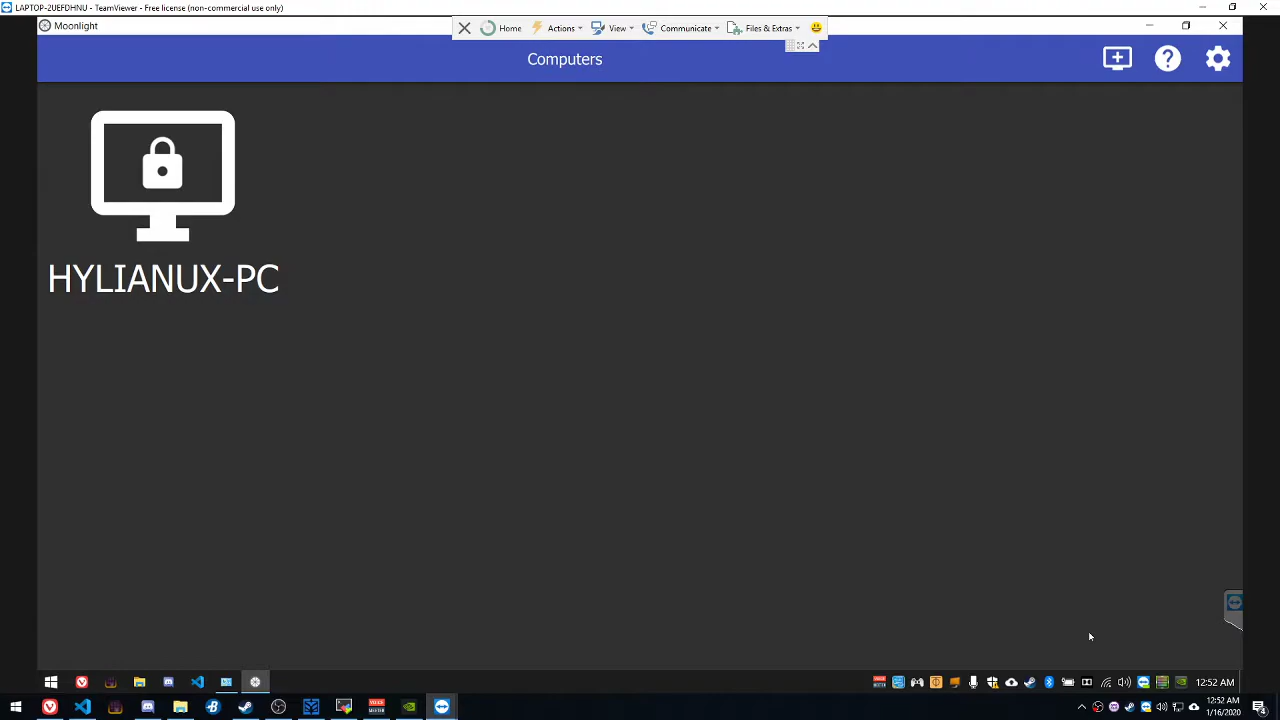 LAPTOP-2UEFDHNU - TeamViewer - Free license (non-commercial use only)
Moonlight
Home
Actions
View
Communicate
Files & Extras
Computers
HYLIANUX-PC
12:52 AM
12:52 AM
1/16/2020